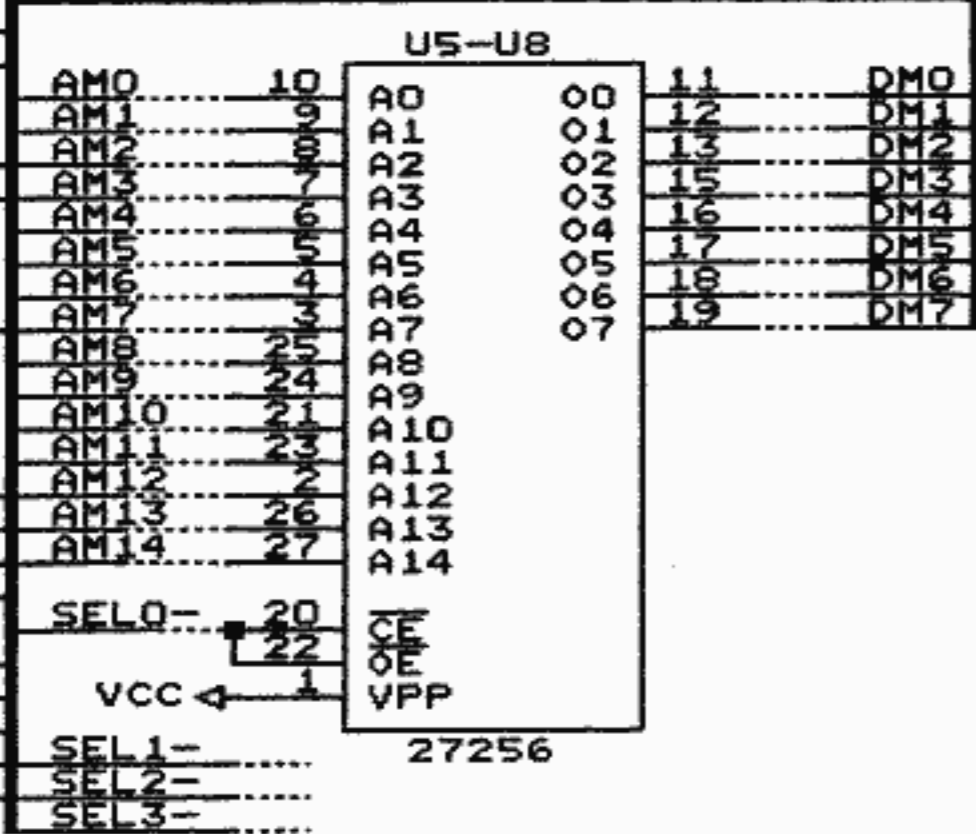 U5-U8
AM0 10 A0 O0 11 DM0
AM1 9 A1 O1 12 DM1
AM2 8 A2 O2 13 DM2
AM3 7 A3 O3 15 DM3
AM4 6 A4 O4 16 DM4
AM5 5 A5 O5 17 DM5
AM6 4 A6 O6 18 DM6
AM7 3 A7 O7 19 DM7
AM8 25 A8
AM9 24 A9
AM10 21 A10
AM11 23 A11
AM12 2 A12
AM13 26 A13
AM14 27 A14
SEL0- 20 CE
22 OE
VCC 1 VPP
27256
SEL1-
SEL2-
SEL3-